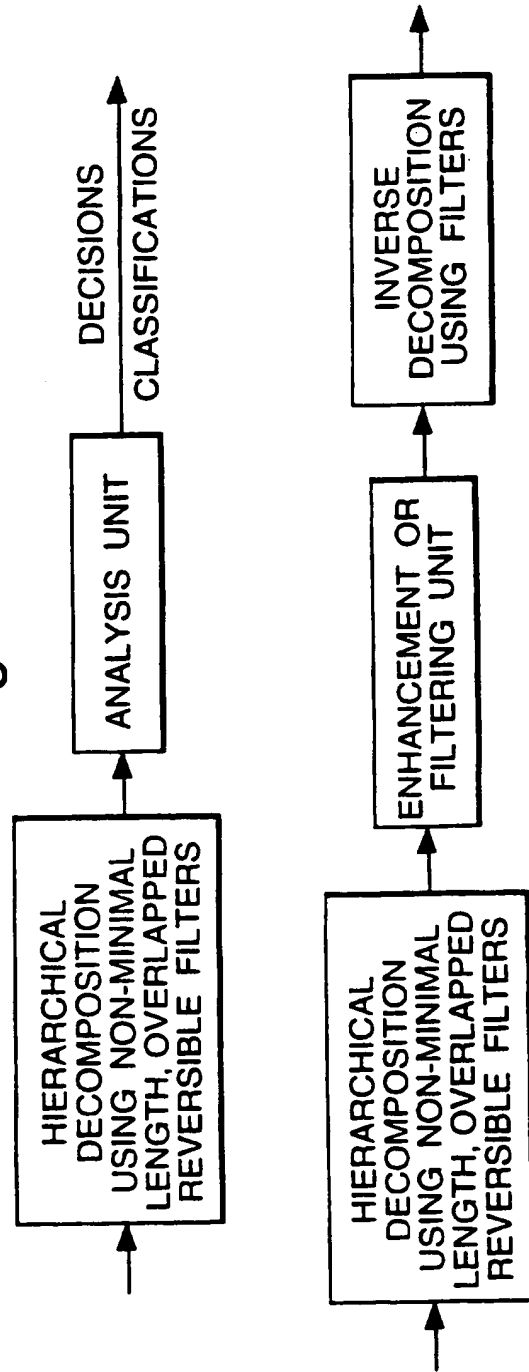 HIERARCHICAL
DECOMPOSITION
USING NON-MINIMAL
LENGTH, OVERLAPPED
REVERSIBLE FILTERS
ANALYSIS UNIT
DECISIONS
CLASSIFICATIONS
HIERARCHICAL
DECOMPOSITION
USING NON-MINIMAL
LENGTH, OVERLAPPED
REVERSIBLE FILTERS
ENHANCEMENT OR
FILTERING UNIT
INVERSE
DECOMPOSITION
USING FILTERS